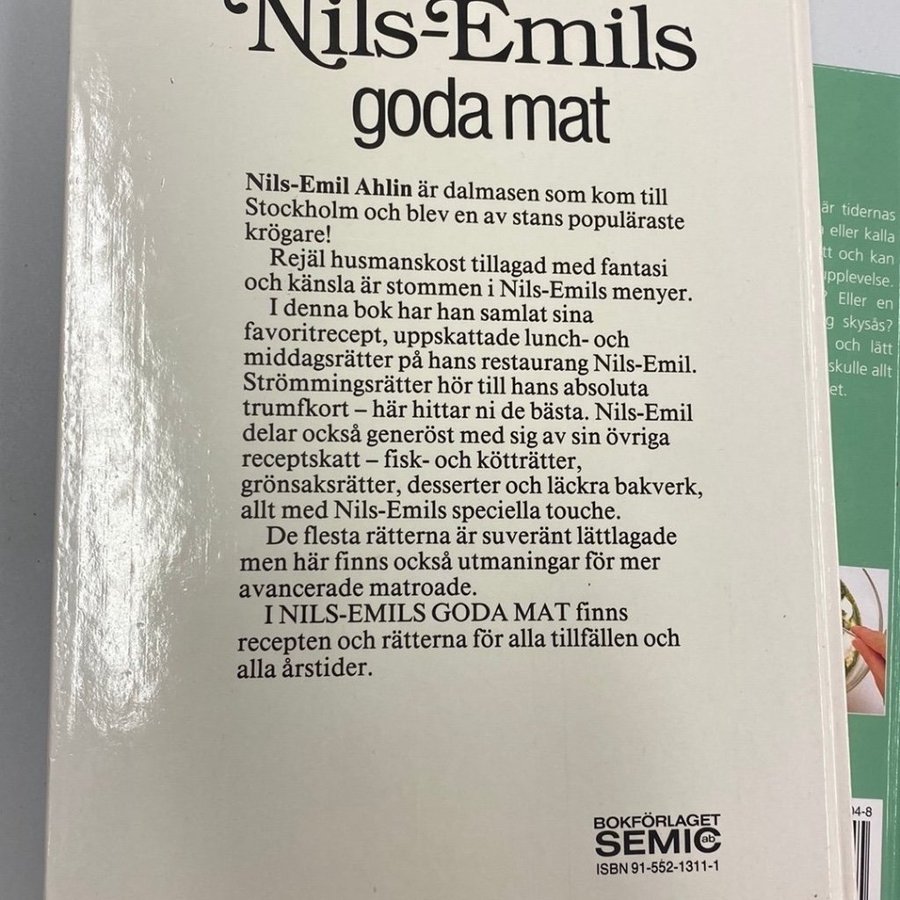 Nils-Emils
goda mat
Nils-Emil Ahlin är dalmasen som kom till
Stockholm och blev en av stans populäraste
krögare!
Rejäl husmanskost tillagad med fantasi
och känsla är stommen i Nils-Emils menyer.
I denna bok har han samlat sina
favoritrecept, uppskattade lunch- och
middagsrätter på hans restaurang Nils-Emil.
Strömmingsrätter hör till hans absoluta
trumfkort – här hittar ni de bästa. Nils-Emil
delar också generöst med sig av sin övriga
receptskatt – fisk- och kötträtter,
grönsaksrätter, desserter och läckra bakverk,
allt med Nils-Emils speciella touche.
De flesta rätterna är suveränt lättlagade
men här finns också utmaningar för mer
avancerade matroade.
I NILS-EMILS GODA MAT finns
recepten och rätterna för alla tillfällen och
alla årstider.
BOKFÖRLAGET
SEMIC
ab
ISBN 91-552-1311-1
är tidernas
eller kalla
och kan
upplevelse.
? Eller en
skysås?
och lätt
skulle allt
04-8